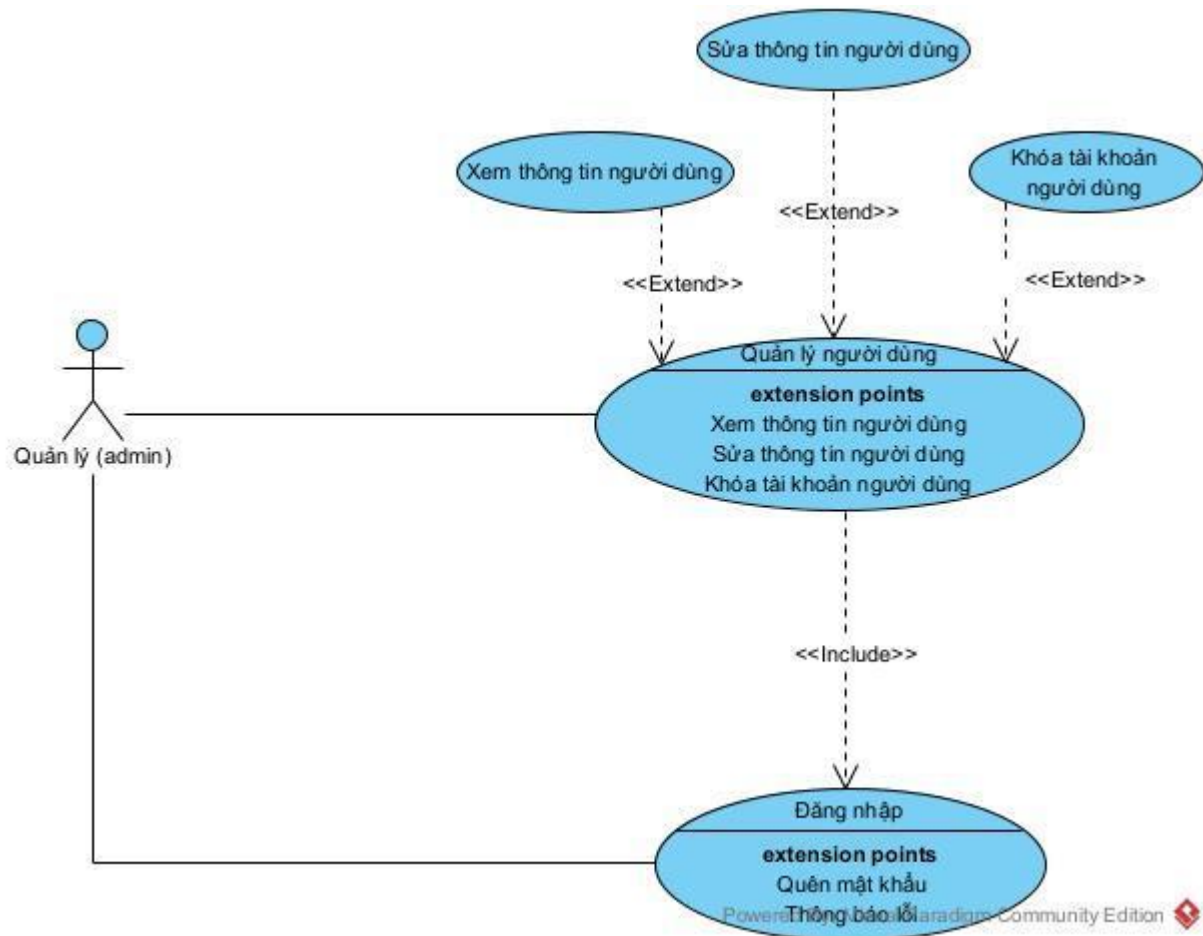 Sửa thông tin người dùng
Xem thông tin người dùng
Khóa tài khoản
người dùng
<<Extend>>
<<Extend>>
<<Extend>>
Quản lý người dùng
extension points
Xem thông tin người dùng
Sửa thông tin người dùng
Khóa tài khoản người dùng
Quản lý (admin)
<<Include>>
Đăng nhập
extension points
Quên mật khẩu
Thông báo lỗi
Powered Community Edition